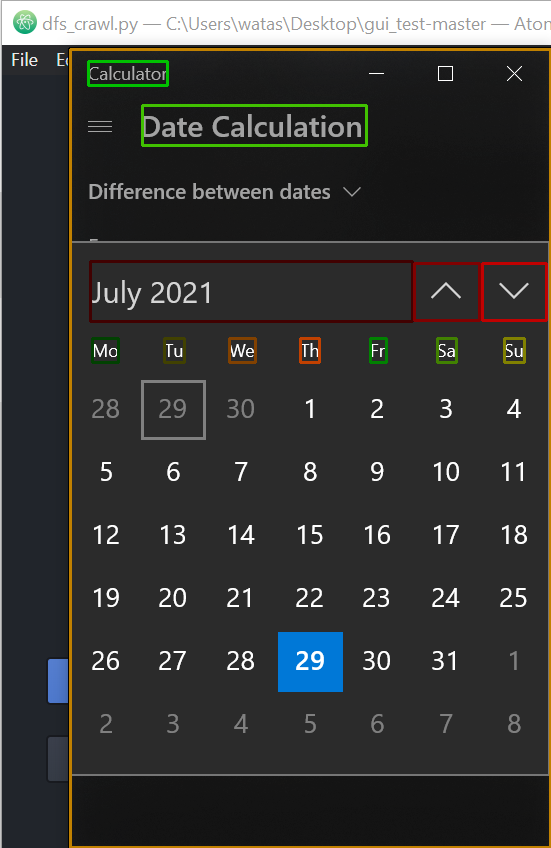 dfs_crawl.py — C:\Users\watas\Desktop\gui_test-master — Atom
File
Calculator
Date Calculation
Difference between dates
July 2021
Mo Tu We Th Fr Sa Su
28 29 30 1 2 3 4
5 6 7 8 9 10 11
12 13 14 15 16 17 18
19 20 21 22 23 24 25
26 27 28 29 30 31 1
2 3 4 5 6 7 8